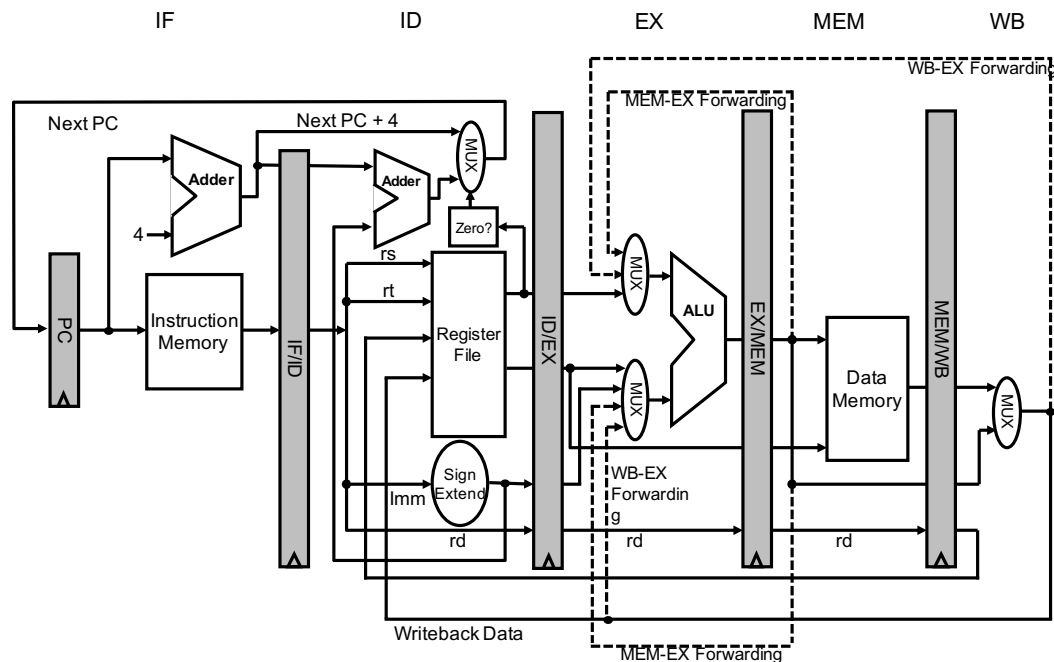 IF
ID
EX
MEM
WB
WB-EX Forwarding
MEM-EX Forwarding
Next PC
Next PC + 4
MUX
Adder
Adder
4
Zero?
rs
rt
MUX
ALU
PC
Instruction
Memory
IF/ID
Register
File
ID/EX
EX/MEM
MEM/WB
Data
Memory
MUX
MUX
Sign
Extend
Imm
WB-EX
Forwardin
g
rd
rd
rd
Writeback Data
MEM-EX Forwarding